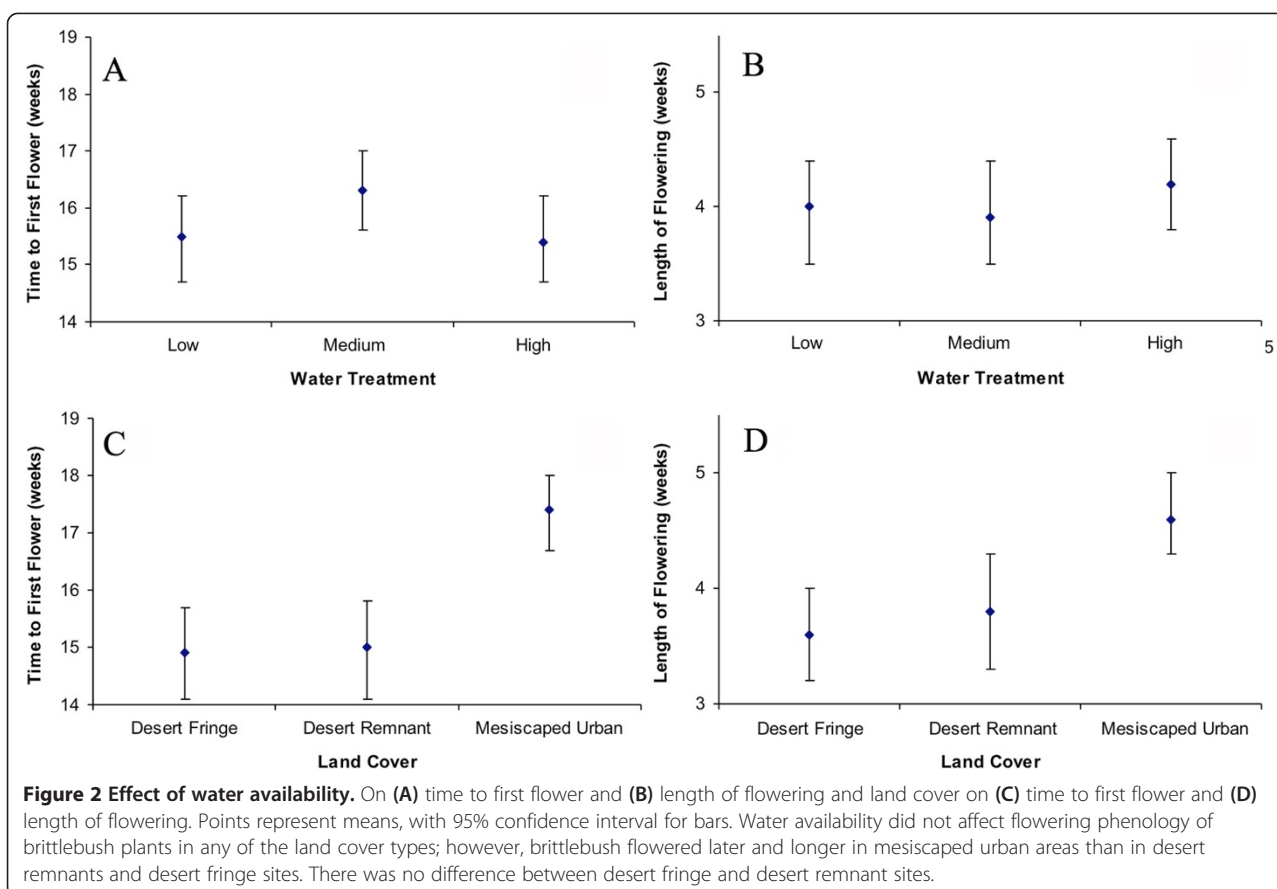 A
Time to First Flower (weeks)
19
18
17
16
15
14
Low Medium High
Water Treatment
B
Length of Flowering (weeks)
5
4
3
Low Medium High 5
Water Treatment
C
Time to First Flower (weeks)
19
18
17
16
15
14
Desert Fringe Desert Remnant Mesiscaped Urban
Land Cover
D
Length of Flowering (weeks)
5
4
3
Desert Fringe Desert Remnant Mesiscaped Urban
Land Cover
Figure 2 Effect of water availability. On (A) time to first flower and (B) length of flowering and land cover on (C) time to first flower and (D)
length of flowering. Points represent means, with 95% confidence interval for bars. Water availability did not affect flowering phenology of
brittlebush plants in any of the land cover types; however, brittlebush flowered later and longer in mesiscaped urban areas than in desert
remnants and desert fringe sites. There was no difference between desert fringe and desert remnant sites.